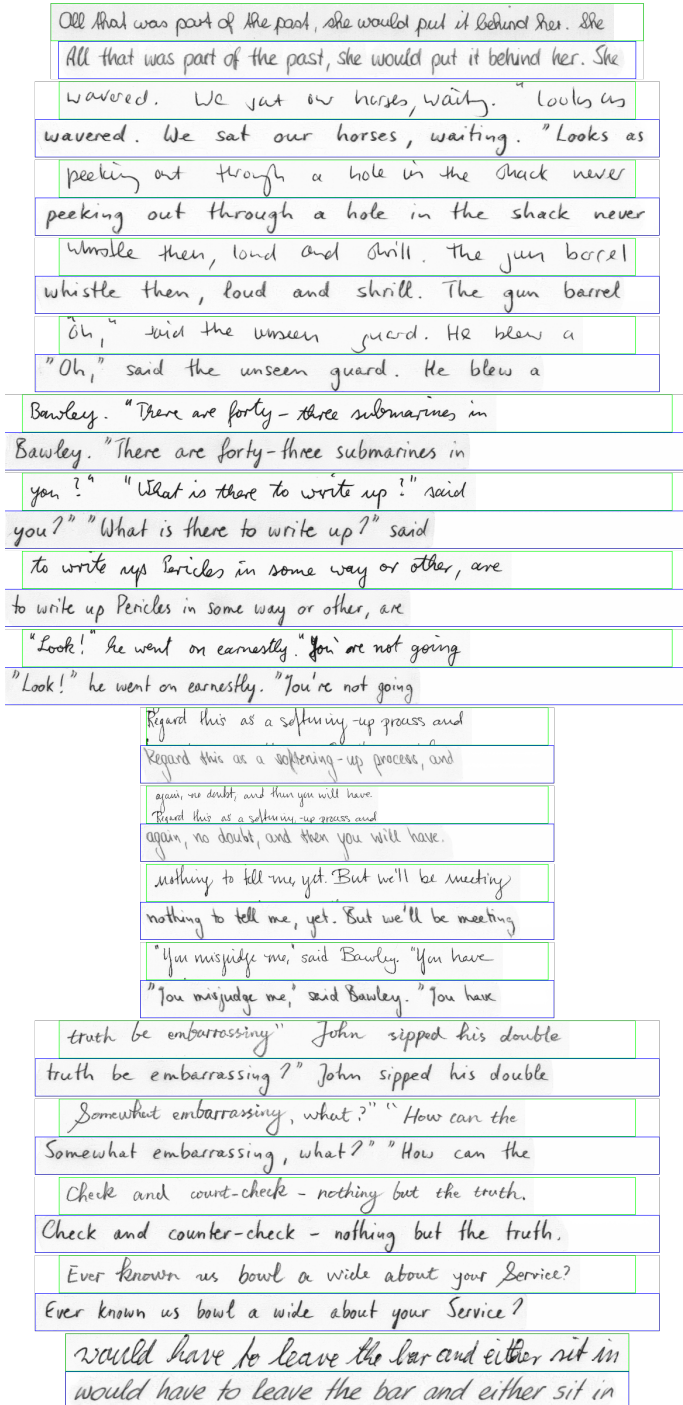 All that was part of the past, she would put it behind her. She
All that was part of the past, she would put it behind her. She
wavered. We sat our horses, waiting. "Looks as
wavered. We sat our horses, waiting. "Looks as
peeking out through a hole in the shack never
peeking out through a hole in the shack never
whistle then, loud and shrill. The gun barrel
whistle then, loud and shrill. The gun barrel
"Oh," said the unseen guard. He blew a
"Oh," said the unseen guard. He blew a
Bawley. "There are forty-three submarines in
Bawley. "There are forty-three submarines in
you?" "What is there to write up?" said
you?" "What is there to write up?" said
to write up Pericles in some way or other, are
to write up Pericles in some way or other, are
"Look!" he went on earnestly. "You're not going
"Look!" he went on earnestly. "You're not going
Regard this as a softening-up process and
Regard this as a softening-up process, and
again, no doubt, and then you will have.
Regard this as a softening-up process and
again, no doubt, and then you will have.
nothing to tell me, yet. But we'll be meeting
nothing to tell me, yet. But we'll be meeting
"You misjudge me," said Bawley. "You have
"You misjudge me," said Bawley. "You have
truth be embarrassing" John sipped his double
truth be embarrassing?" John sipped his double
Somewhat embarrassing, what?" "How can the
Somewhat embarrassing, what?" "How can the
Check and count-check - nothing but the truth.
Check and counter-check - nothing but the truth.
Ever known us bowl a wide about your Service?
Ever known us bowl a wide about your Service?
would have to leave the bar and either sit in
would have to leave the bar and either sit in